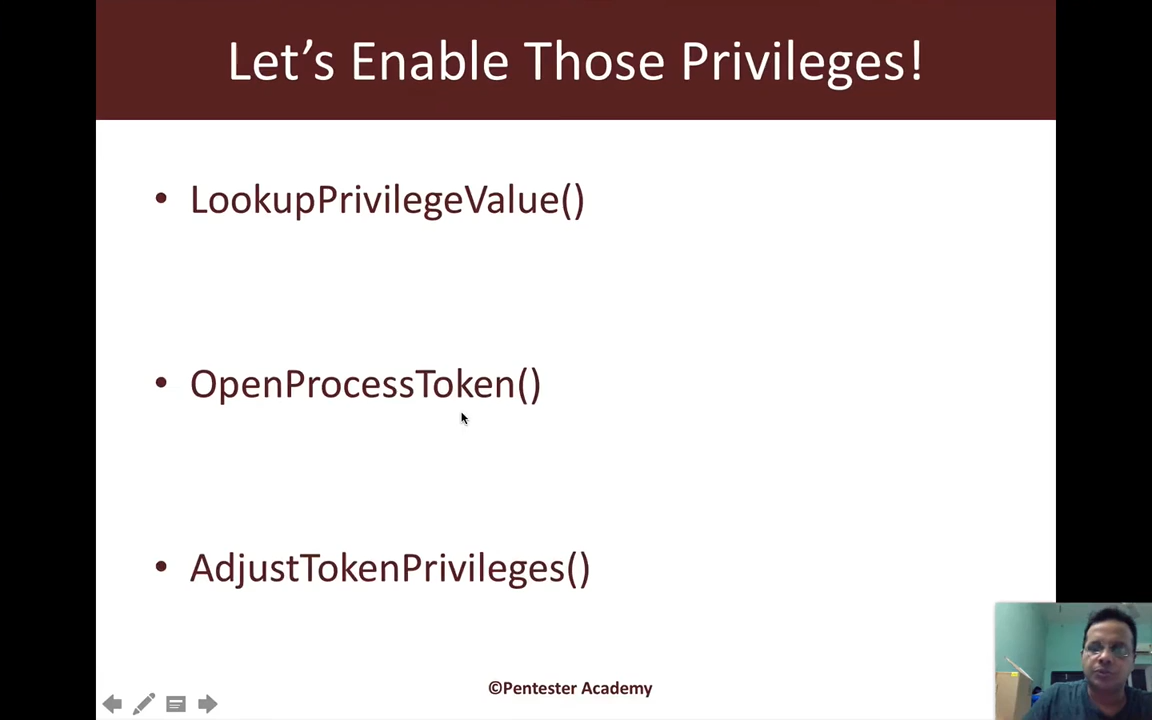 Let's Enable Those Privileges!
• LookupPrivilegeValue()
• OpenProcessToken()
• AdjustTokenPrivileges()
©Pentester Academy